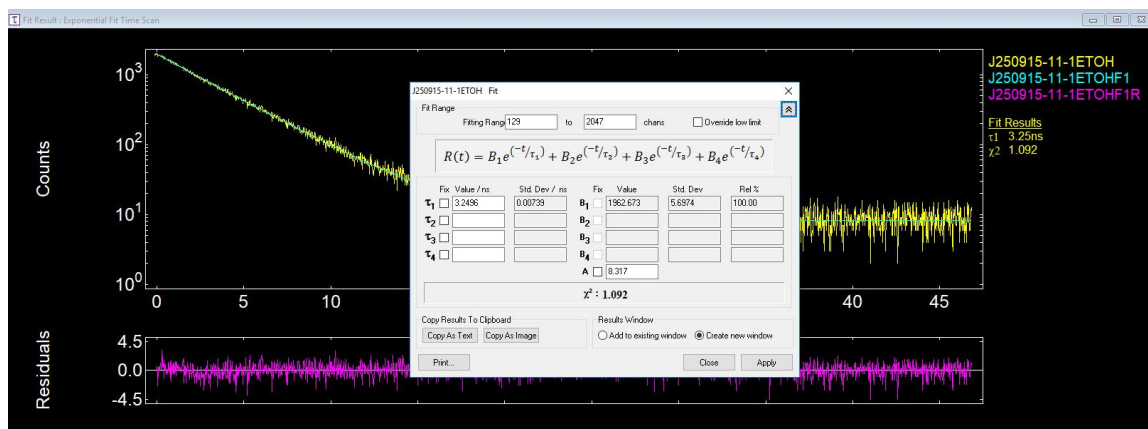 Fit Result : Exponential Fit Time Scan
J250915-11-1ETOH
J250915-11-1ETOHF1
J250915-11-1ETOHF1R
Fit Results
τ1 3.25ns
χ2 1.092
Counts
10³
10²
10¹
10⁰
0 5 10 40 45
Residuals
4.5
0.0
-4.5
J250915-11-1ETOH Fit
Fit Range
Fitting Rang 129 to 2047 chans Override low limit
R(t) = B₁e^(-t/τ₁) + B₂e^(-t/τ₂) + B₃e^(-t/τ₃) + B₄e^(-t/τ₄)
Fix Value / ns Std. Dev / ns Fix Value Std. Dev Rel %
τ₁ 3.2496 0.00739 B₁ 1962.673 5.6974 100.00
τ₂ B₂
τ₃ B₃
τ₄ B₄
A 8.317
χ² : 1.092
Copy Results To Clipboard Results Window
Copy As Text Copy As Image Add to existing window Create new window
Print... Close Apply